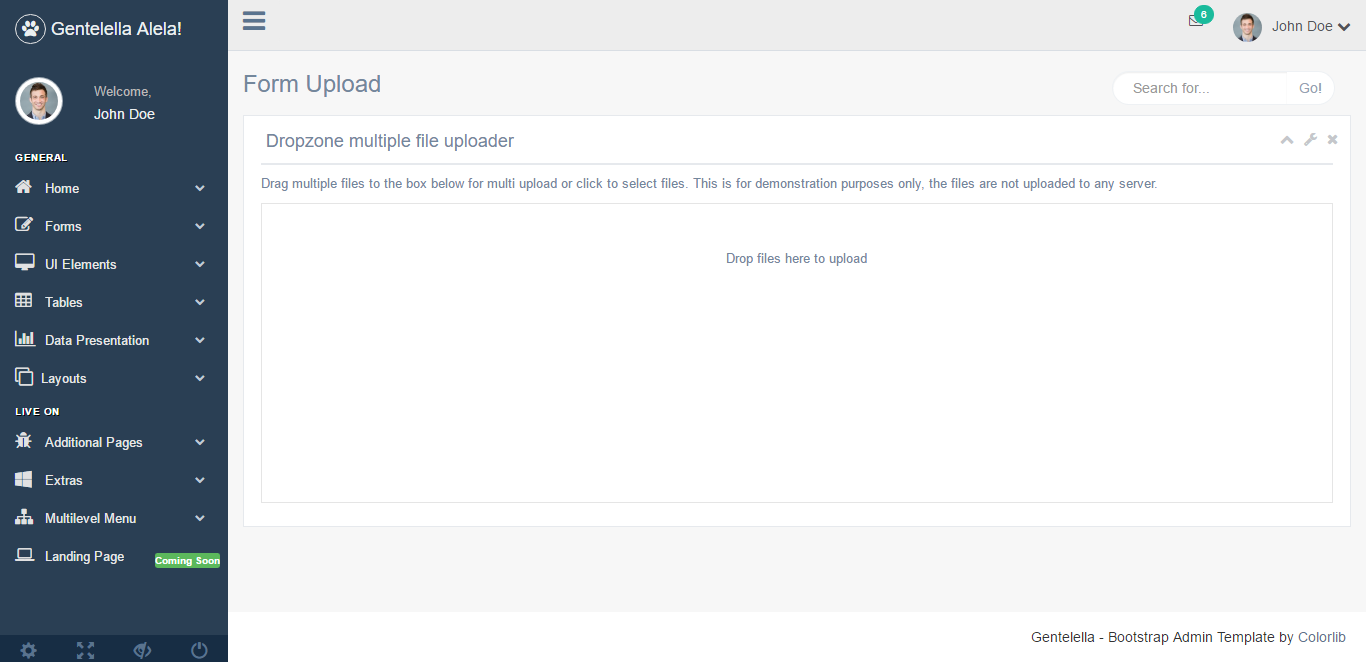 Gentelella Alela!
6
John Doe
Welcome,
John Doe
GENERAL
Home
Forms
UI Elements
Tables
Data Presentation
Layouts
LIVE ON
Additional Pages
Extras
Multilevel Menu
Landing Page
Coming Soon
Form Upload
Search for...
Go!
Dropzone multiple file uploader
Drag multiple files to the box below for multi upload or click to select files. This is for demonstration purposes only, the files are not uploaded to any server.
Drop files here to upload
Gentelella - Bootstrap Admin Template by Colorlib